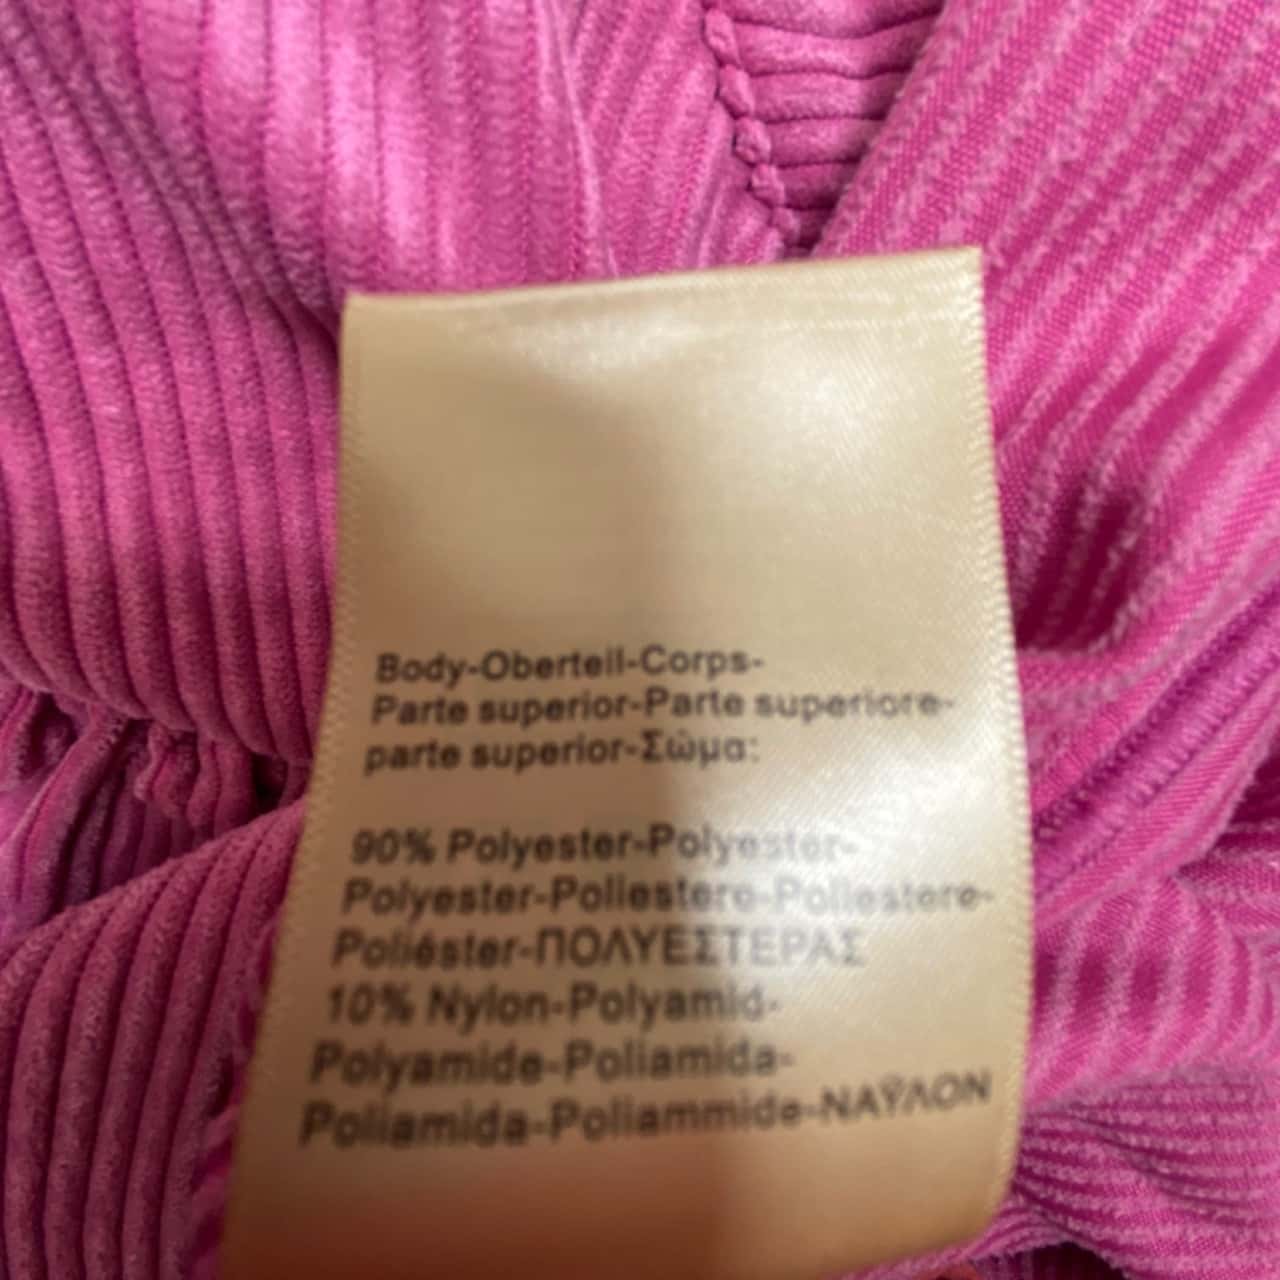 Body-Oberteil-Corps-
Parte superior-Parte superiore-
parte superior-Σώμα:
90% Polyester-Polyester-
Polyester-Poliestere-Poliestere-
Poliéster-ΠΟΛΥΕΣΤΕΡΑΣ
10% Nylon-Polyamid-
Polyamide-Poliamida-
Poliamida-Poliammide-ΝΑΫΛΟΝ